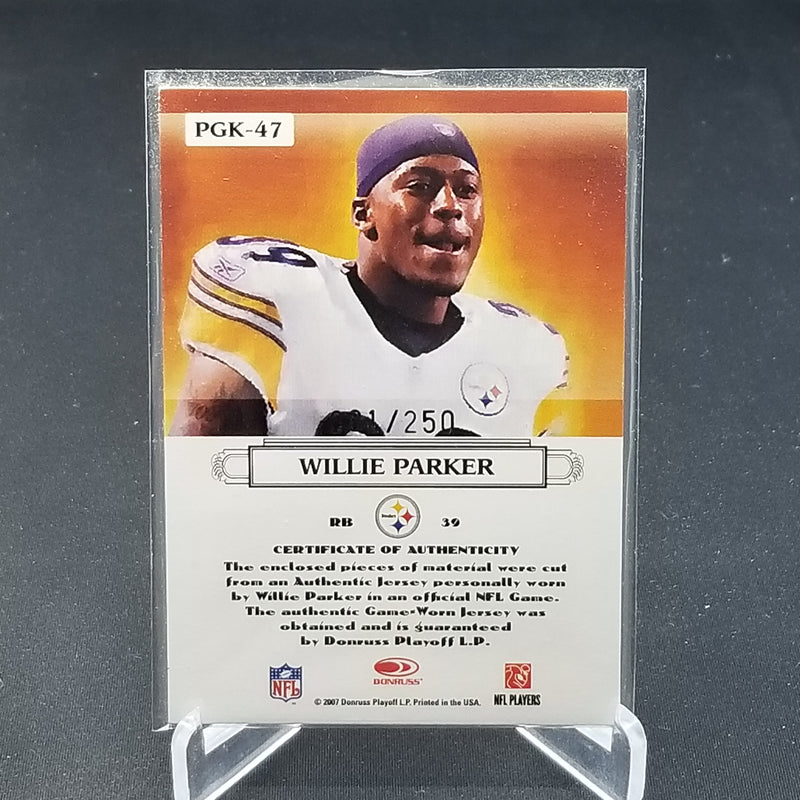 PGK-47
/250
WILLIE PARKER
RB 39
CERTIFICATE OF AUTHENTICITY
The enclosed pieces of material were cut
from an Authentic Jersey personally worn
by Willie Parker in an official NFL Game.
The authentic Game-Worn Jersey was
obtained and is guaranteed
by Donruss Playoff L.P.
NFL
DONRUSS
NFL PLAYERS
© 2007 Donruss Playoff L.P. Printed in the USA.